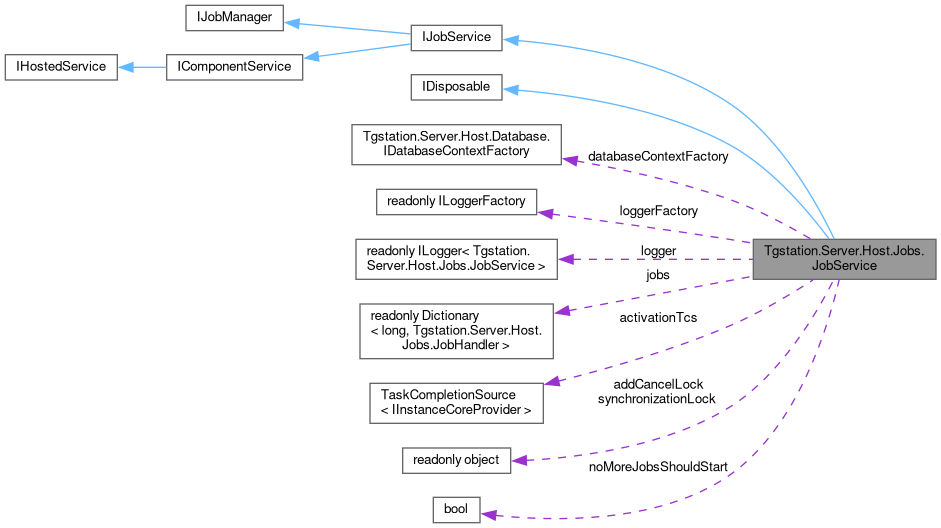 IJobManager
IJobService
IHostedService
IComponentService
IDisposable
Tgstation.Server.Host.Database.
IDatabaseContextFactory
databaseContextFactory
readonly ILoggerFactory
loggerFactory
readonly ILogger< Tgstation.
Server.Host.Jobs.JobService >
logger
Tgstation.Server.Host.Jobs.
JobService
jobs
readonly Dictionary
< long, Tgstation.Server.Host.
Jobs.JobHandler >
activationTcs
TaskCompletionSource
< IInstanceCoreProvider >
addCancelLock
synchronizationLock
readonly object
noMoreJobsShouldStart
bool